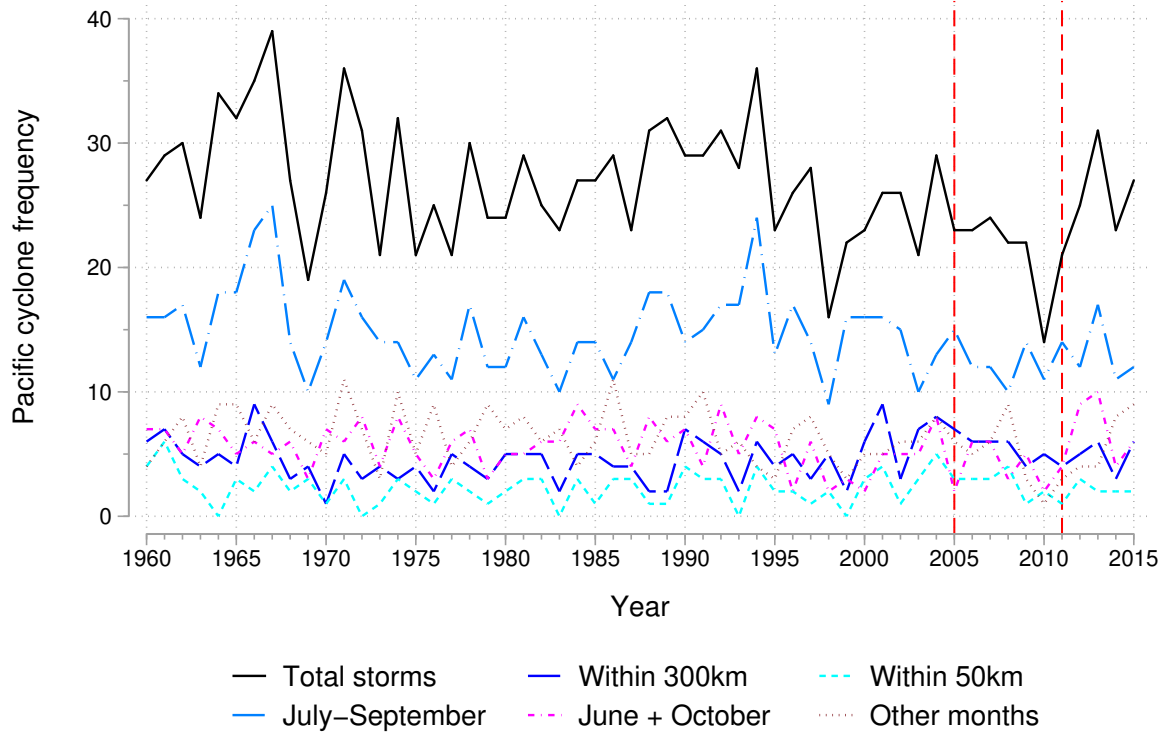 Pacific cyclone frequency
40
30
20
10
0
1960 1965 1970 1975 1980 1985 1990 1995 2000 2005 2010 2015
Year
Total storms Within 300km Within 50km
July−September June + October Other months